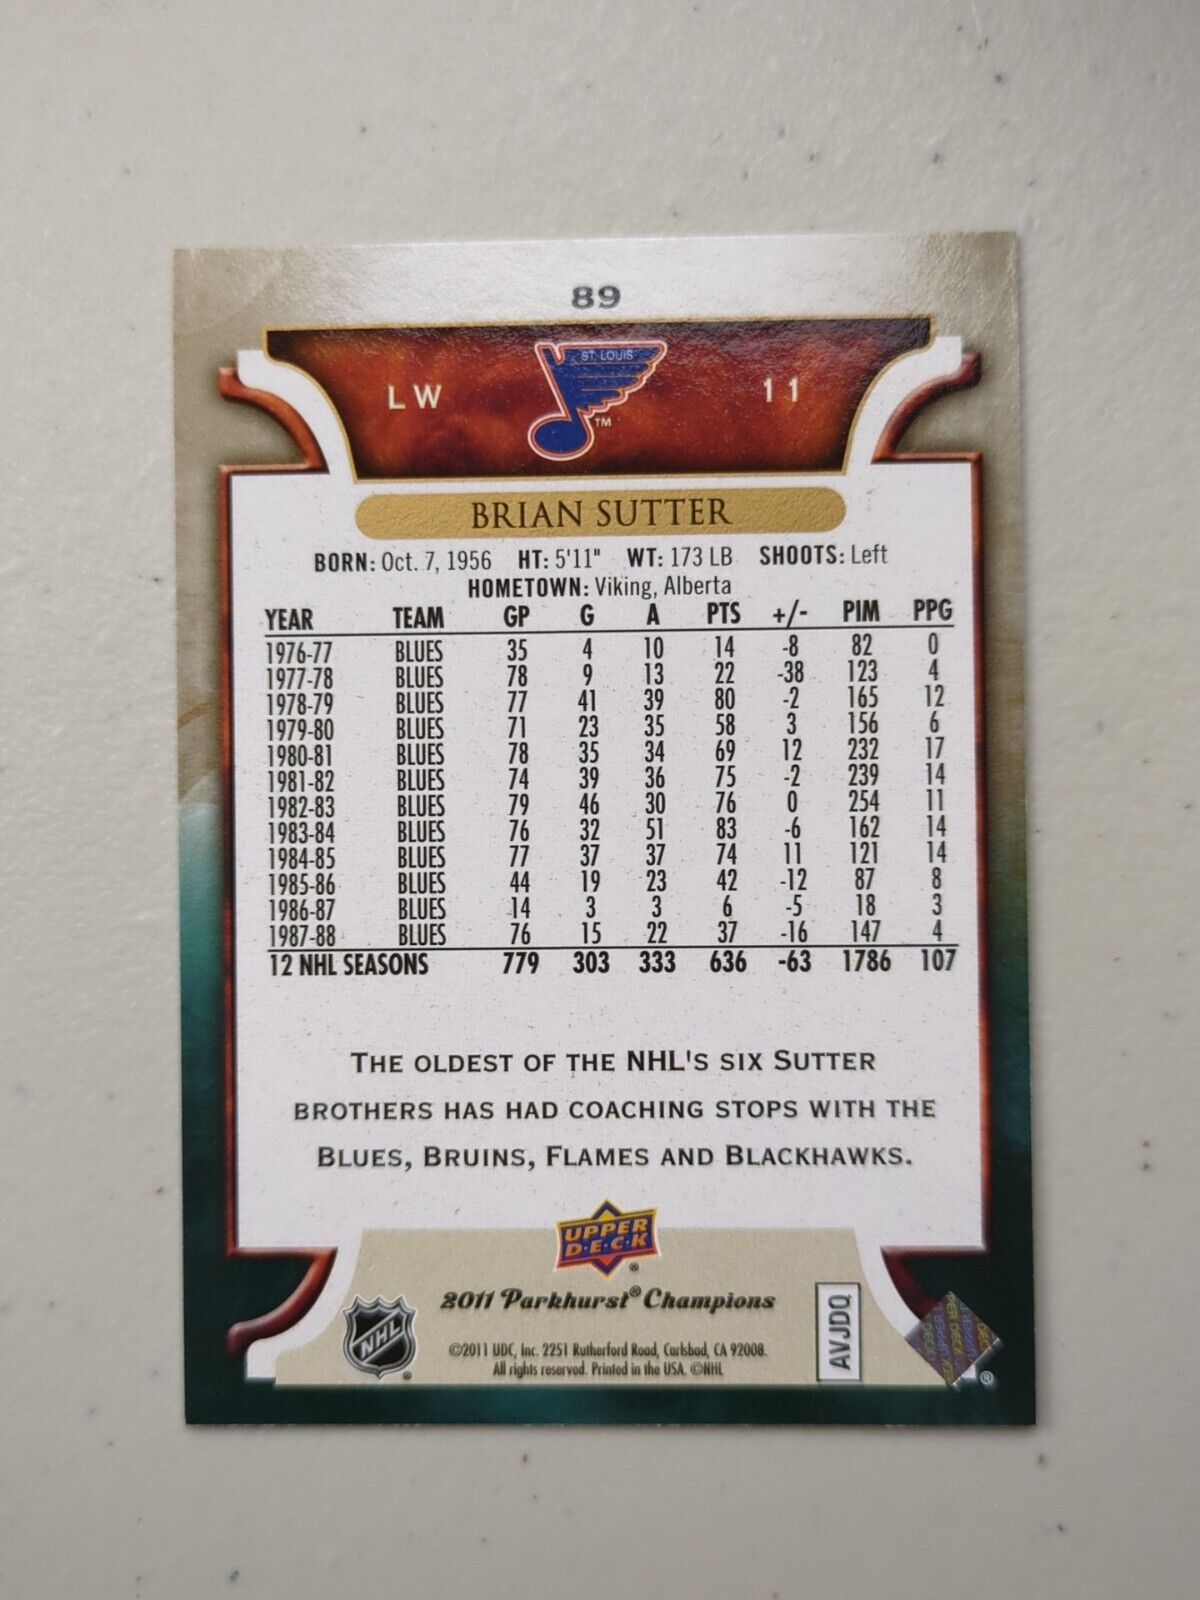 89
LW ST. LOUIS TM 11
BRIAN SUTTER
BORN: Oct. 7, 1956 HT: 5'11" WT: 173 LB SHOOTS: Left
HOMETOWN: Viking, Alberta
YEAR TEAM GP G A PTS +/- PIM PPG
1976-77 BLUES 35 4 10 14 -8 82 0
1977-78 BLUES 78 9 13 22 -38 123 4
1978-79 BLUES 77 41 39 80 -2 165 12
1979-80 BLUES 71 23 35 58 3 156 6
1980-81 BLUES 78 35 34 69 12 232 17
1981-82 BLUES 74 39 36 75 -2 239 14
1982-83 BLUES 79 46 30 76 0 254 11
1983-84 BLUES 76 32 51 83 -6 162 14
1984-85 BLUES 77 37 37 74 11 121 14
1985-86 BLUES 44 19 23 42 -12 87 8
1986-87 BLUES 14 3 3 6 -5 18 3
1987-88 BLUES 76 15 22 37 -16 147 4
12 NHL SEASONS 779 303 333 636 -63 1786 107
THE OLDEST OF THE NHL'S SIX SUTTER
BROTHERS HAS HAD COACHING STOPS WITH THE
BLUES, BRUINS, FLAMES AND BLACKHAWKS.
UPPER
D·E·C·K
®
2011 Parkhurst® Champions
NHL ®
©2011 UDC, Inc. 2251 Rutherford Road, Carlsbad, CA 92008.
All rights reserved. Printed in the USA. ©NHL
AVJDQ
®